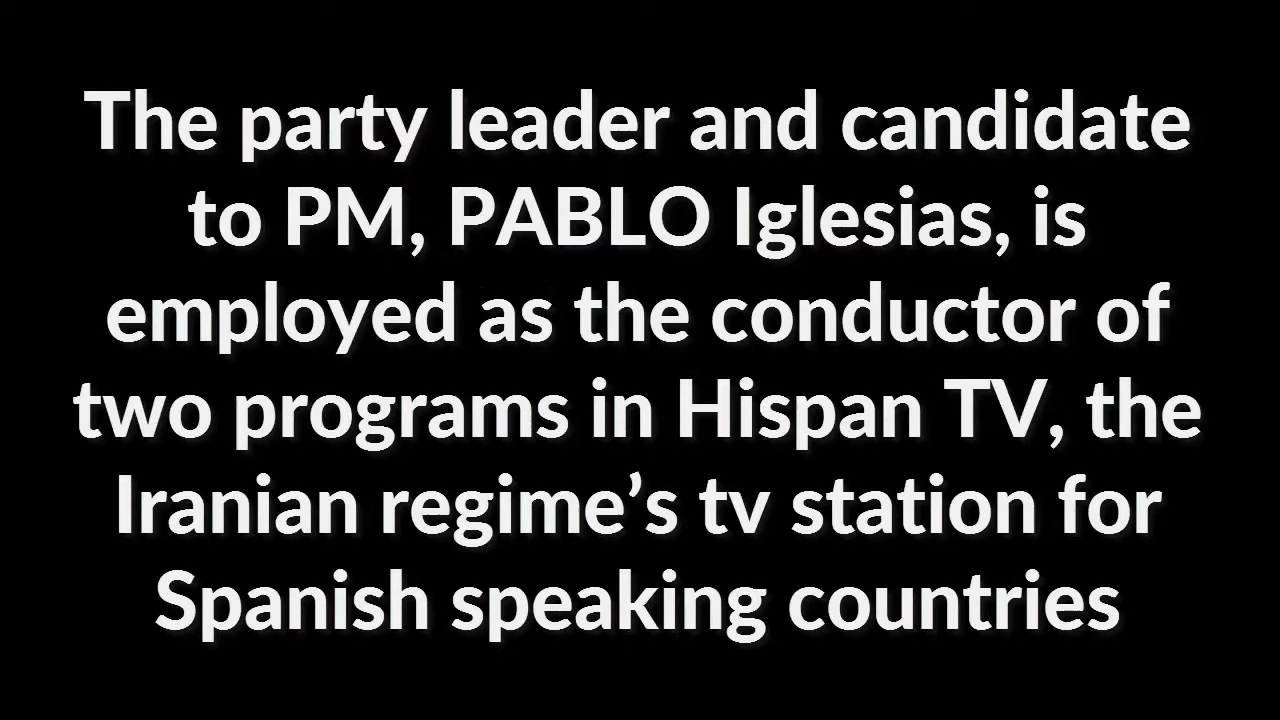 The party leader and candidate
to PM, PABLO Iglesias, is
employed as the conductor of
two programs in Hispan TV, the
Iranian regime’s tv station for
Spanish speaking countries